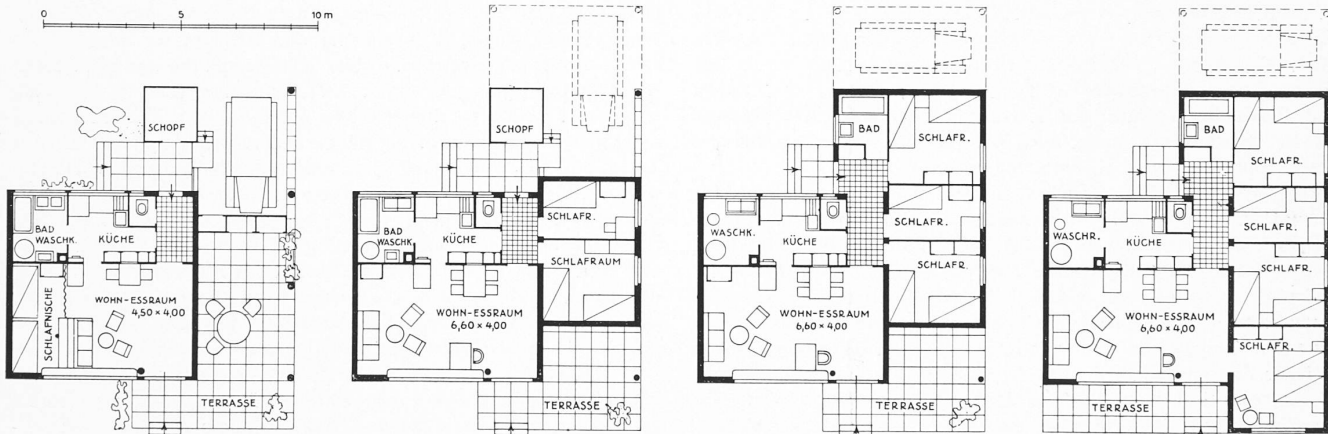 0 5 10 m
SCHOPF
BAD
WASCHK.
KÜCHE
SCHLAFNISCHE
WOHN-ESSRAUM
4,50 × 4,00
TERRASSE
SCHOPF
SCHLAFR.
BAD
WASCHK.
KÜCHE
SCHLAFRAUM
WOHN-ESSRAUM
6,60 × 4,00
TERRASSE
BAD
SCHLAFR.
SCHLAFR.
WASCHK.
KÜCHE
SCHLAFR.
WOHN-ESSRAUM
6,60 × 4,00
TERRASSE
BAD
SCHLAFR.
SCHLAFR.
WASCHR.
KÜCHE
SCHLAFR.
WOHN-ESSRAUM
6,60 × 4,00
SCHLAFR.
TERRASSE